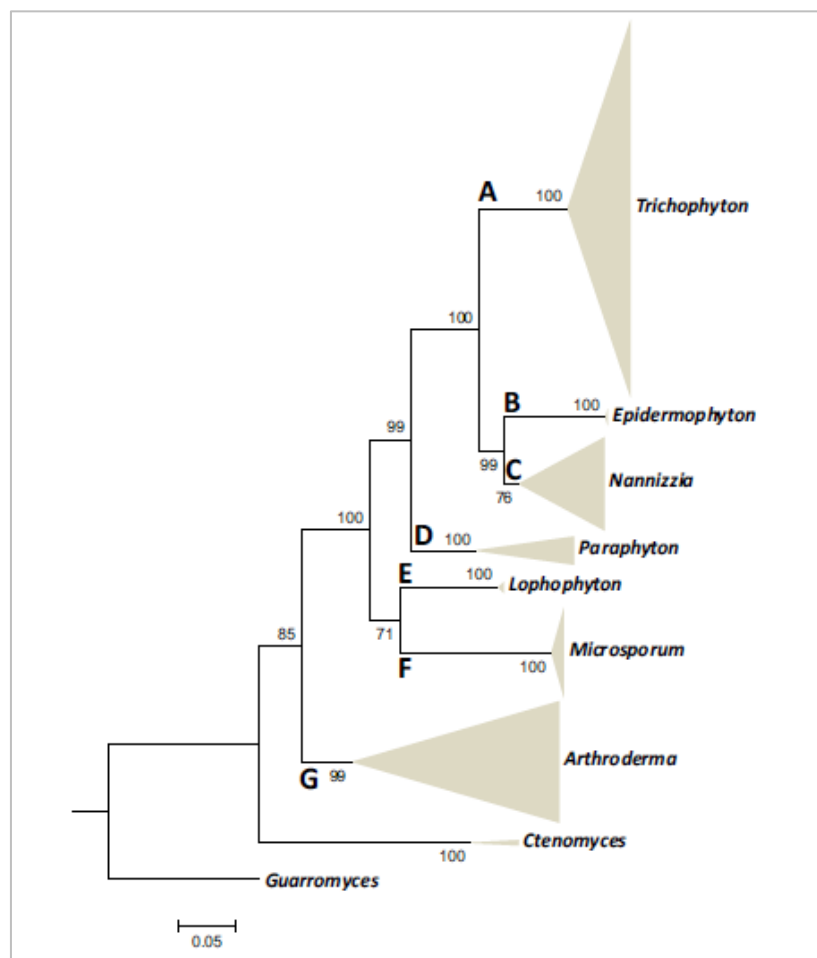 A
100
Trichophyton
100
B
100
Epidermophyton
99
99
C
Nannizzia
76
100
D
100
Paraphyton
E
100
Lophophyton
85
71
Microsporum
F
100
Arthroderma
G
99
Ctenomyces
100
Guarromyces
0.05